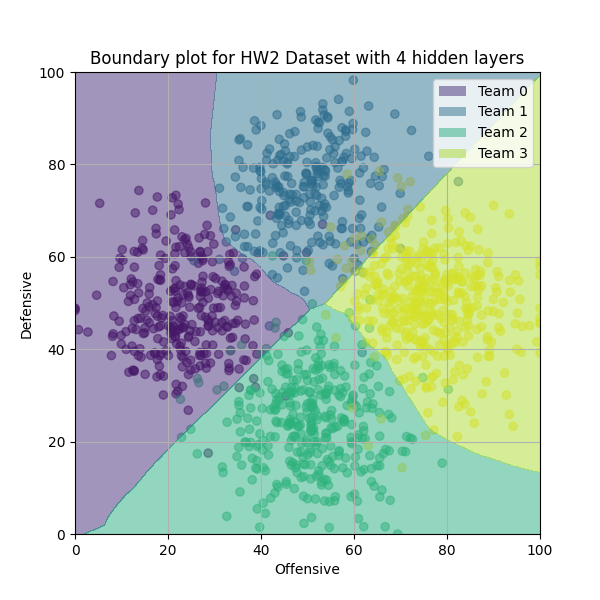 Boundary plot for HW2 Dataset with 4 hidden layers
100
80
60
40
20
0
Defensive
Team 0
Team 1
Team 2
Team 3
0 20 40 60 80 100
Offensive